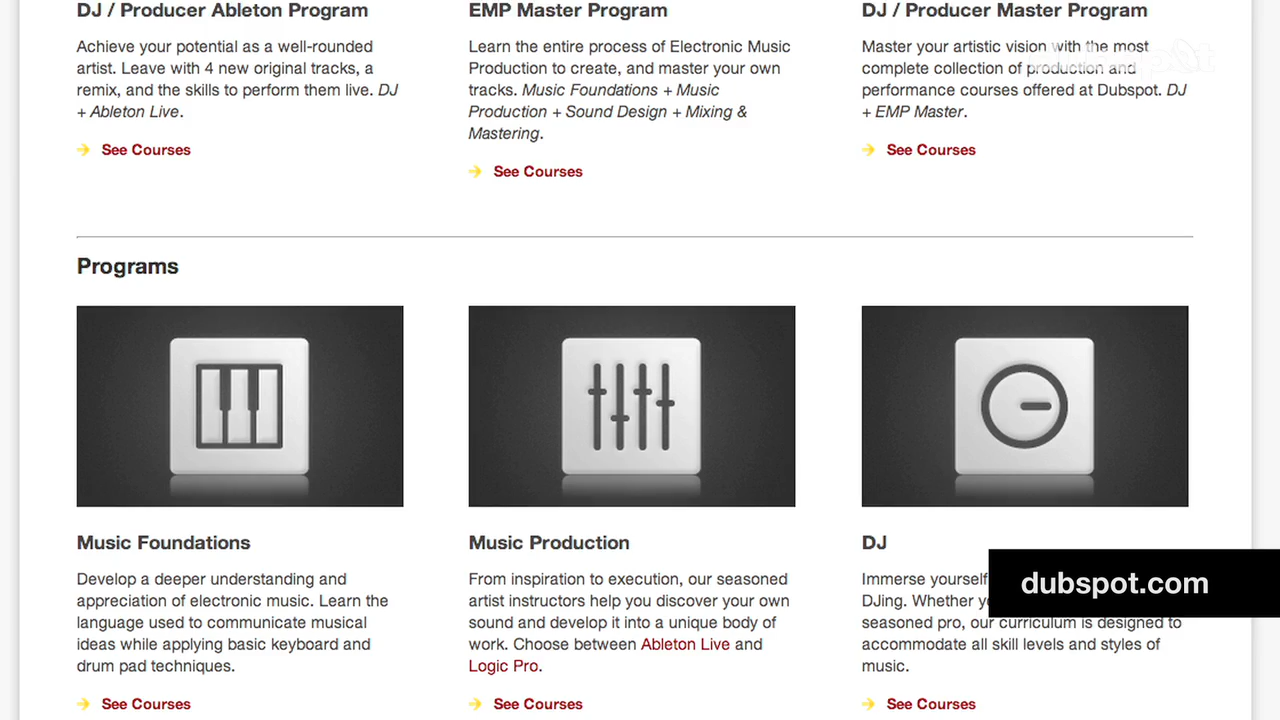 DJ / Producer Ableton Program
Achieve your potential as a well-rounded
artist. Leave with 4 new original tracks, a
remix, and the skills to perform them live. DJ
+ Ableton Live.
See Courses
EMP Master Program
Learn the entire process of Electronic Music
Production to create, and master your own
tracks. Music Foundations + Music
Production + Sound Design + Mixing &
Mastering.
See Courses
DJ / Producer Master Program
Master your artistic vision with the most
complete collection of production and
performance courses offered at Dubspot. DJ
+ EMP Master.
See Courses
Programs
Music Foundations
Develop a deeper understanding and
appreciation of electronic music. Learn the
language used to communicate musical
ideas while applying basic keyboard and
drum pad techniques.
See Courses
Music Production
From inspiration to execution, our seasoned
artist instructors help you discover your own
sound and develop it into a unique body of
work. Choose between Ableton Live and
Logic Pro.
See Courses
DJ
Immerse yourself
DJing. Whether
seasoned pro, our curriculum is designed to
accommodate all skill levels and styles of
music.
See Courses
dubspot.com